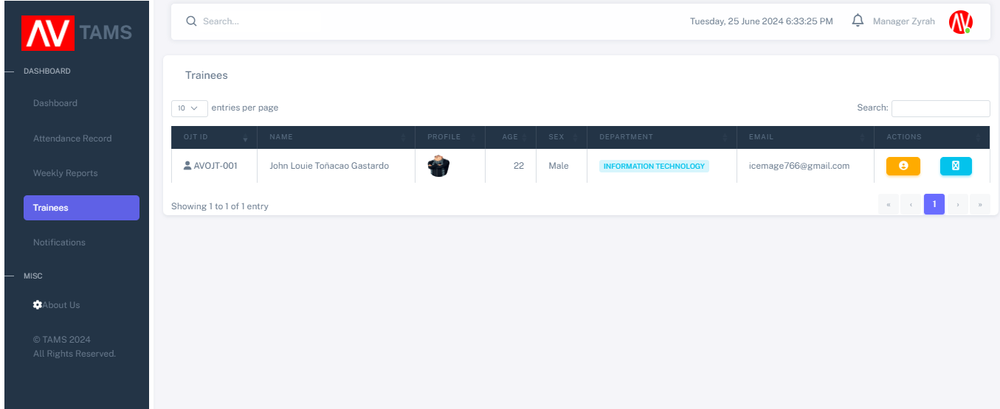 AV TAMS
DASHBOARD
Dashboard
Attendance Record
Weekly Reports
Trainees
Notifications
MISC
About Us
© TAMS 2024
All Rights Reserved.
Search...
Tuesday, 25 June 2024 6:33:25 PM
Manager Zyrah
AV
Trainees
10 entries per page
Search:
OJT ID NAME PROFILE AGE SEX DEPARTMENT EMAIL ACTIONS
AVOJT-001 John Louie Toñacao Gastardo 22 Male INFORMATION TECHNOLOGY icemage766@gmail.com
Showing 1 to 1 of 1 entry
« ‹ 1 › »